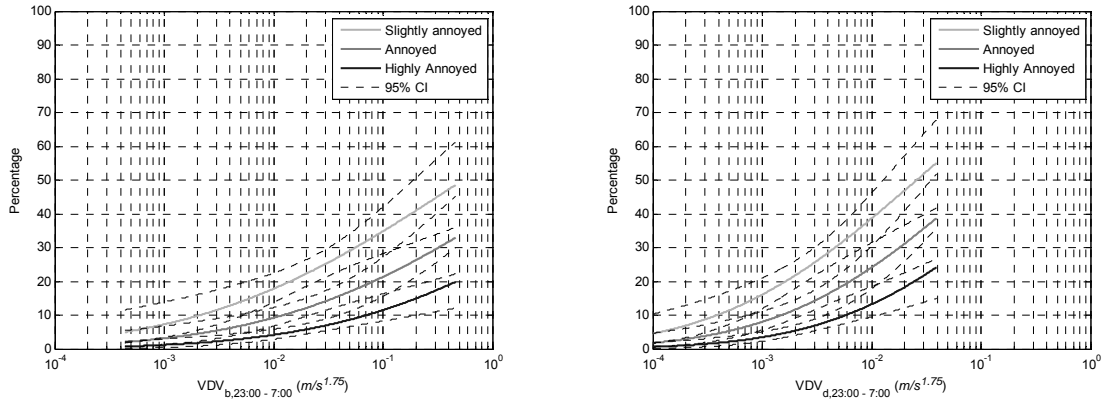 100
90
80
70
60
50
40
30
20
10
0
Percentage
10^-4
10^-3
10^-2
10^-1
10^0
VDV_b,23:00 - 7:00 (m/s^1.75)
Slightly annoyed
Annoyed
Highly Annoyed
95% CI
100
90
80
70
60
50
40
30
20
10
0
Percentage
10^-4
10^-3
10^-2
10^-1
10^0
VDV_d,23:00 - 7:00 (m/s^1.75)
Slightly annoyed
Annoyed
Highly Annoyed
95% CI